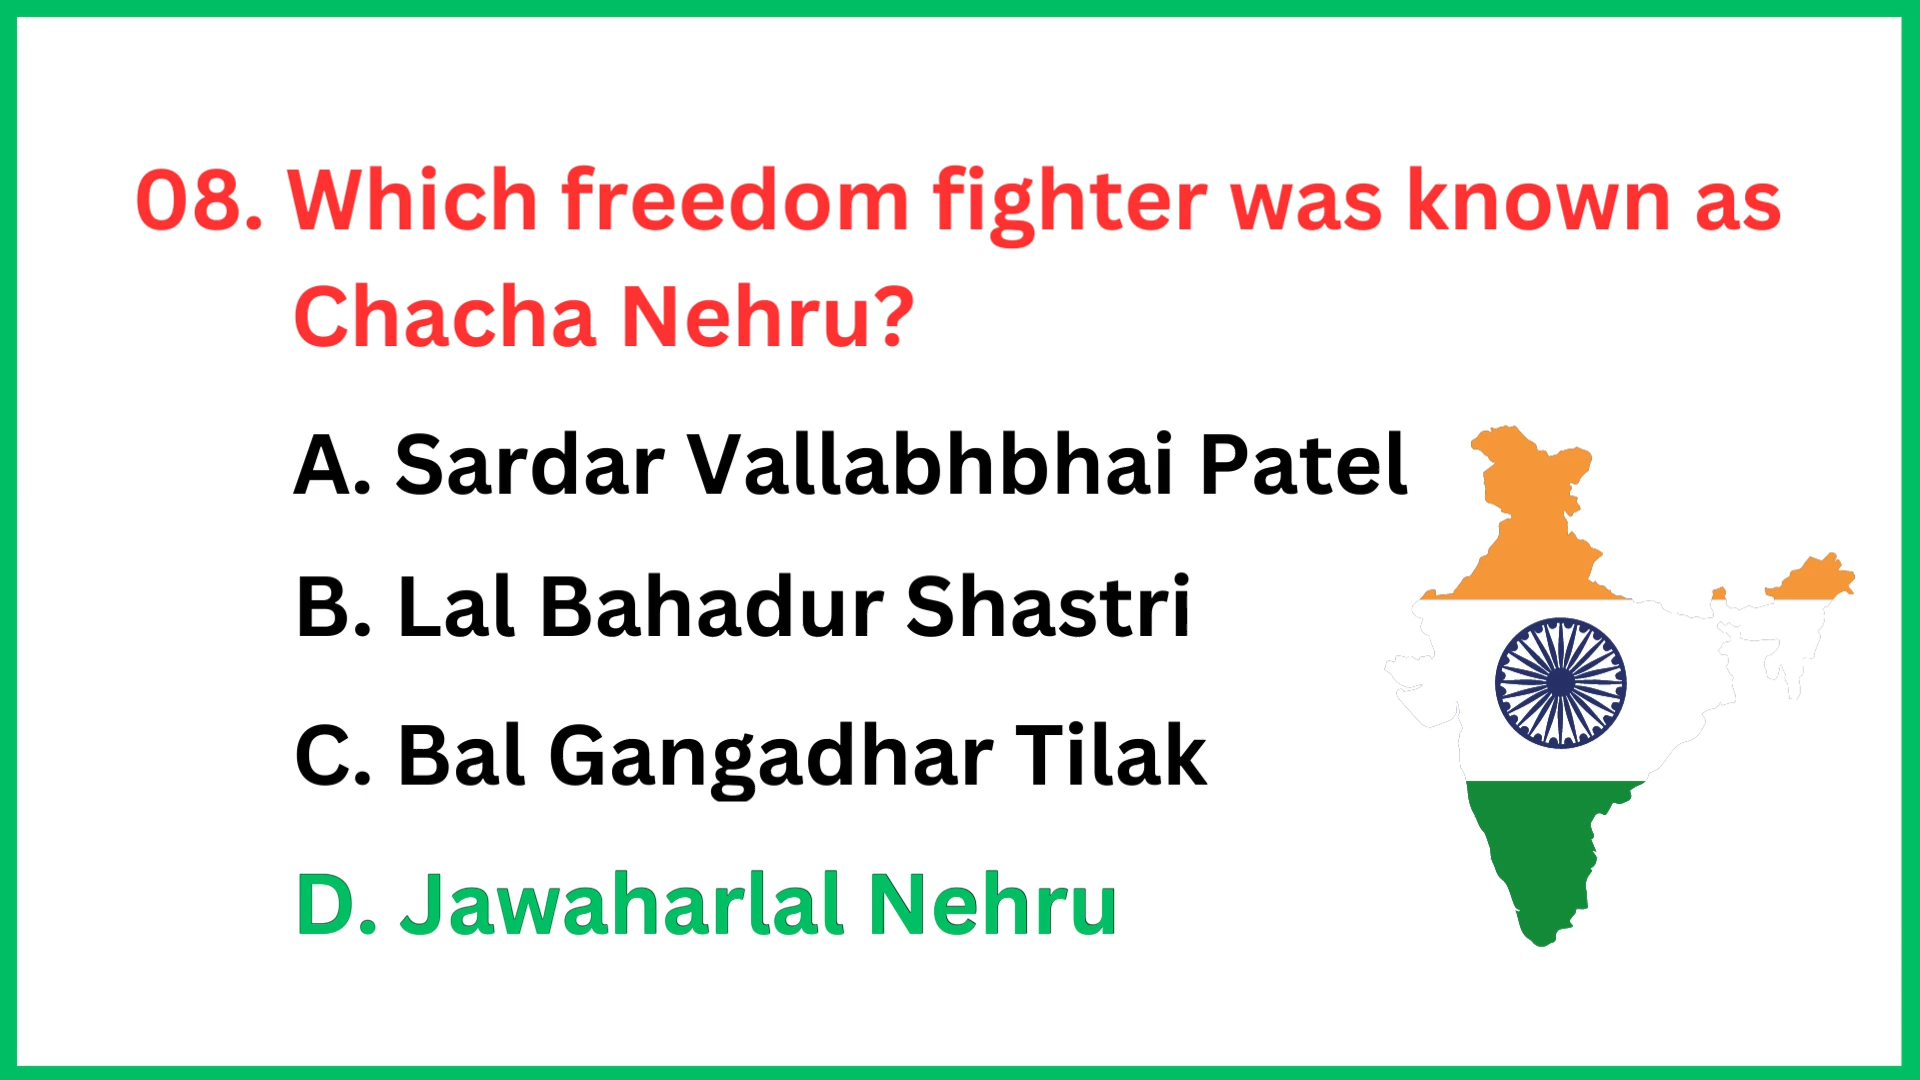 08. Which freedom fighter was known as
Chacha Nehru?
A. Sardar Vallabhbhai Patel
B. Lal Bahadur Shastri
C. Bal Gangadhar Tilak
D. Jawaharlal Nehru